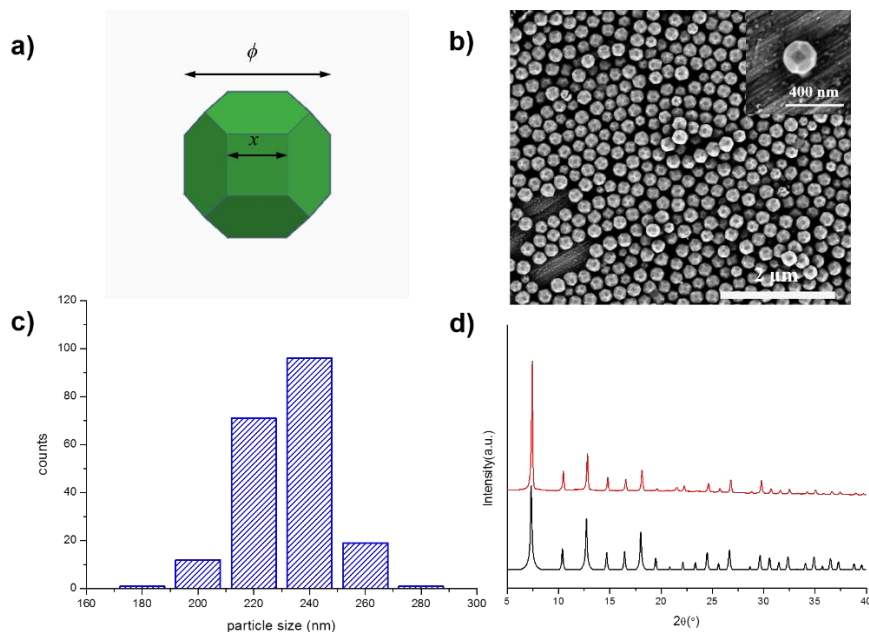 a)
ϕ
x
b)
400 nm
2 μm
c)
120
100
80
60
40
20
0
counts
160 180 200 220 240 260 280 300
particle size (nm)
d)
Intensity(a.u.)
5 10 15 20 25 30 35 40
2θ(°)